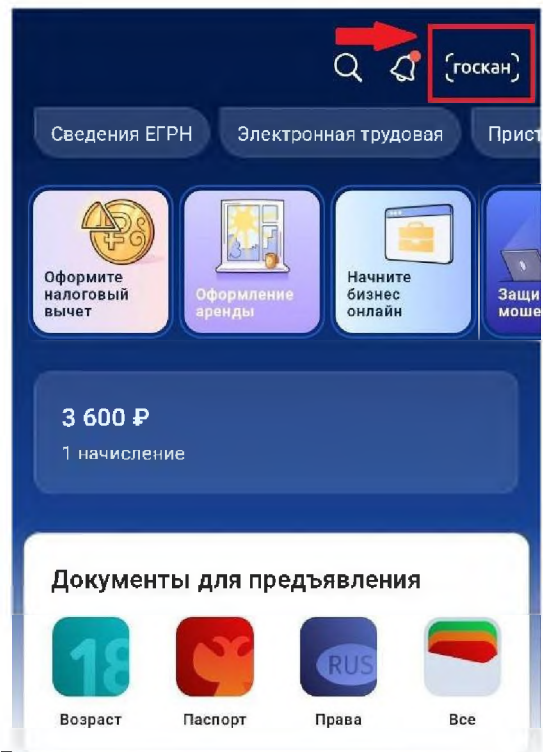 госкан
Сведения ЕГРН
Электронная трудовая
Прист
Оформите
налоговый
вычет
Оформление
аренды
Начните
бизнес
онлайн
Защи
моше
3 600 ₽
1 начисление
Документы для предъявления
18
RUS
Возраст
Паспорт
Права
Все